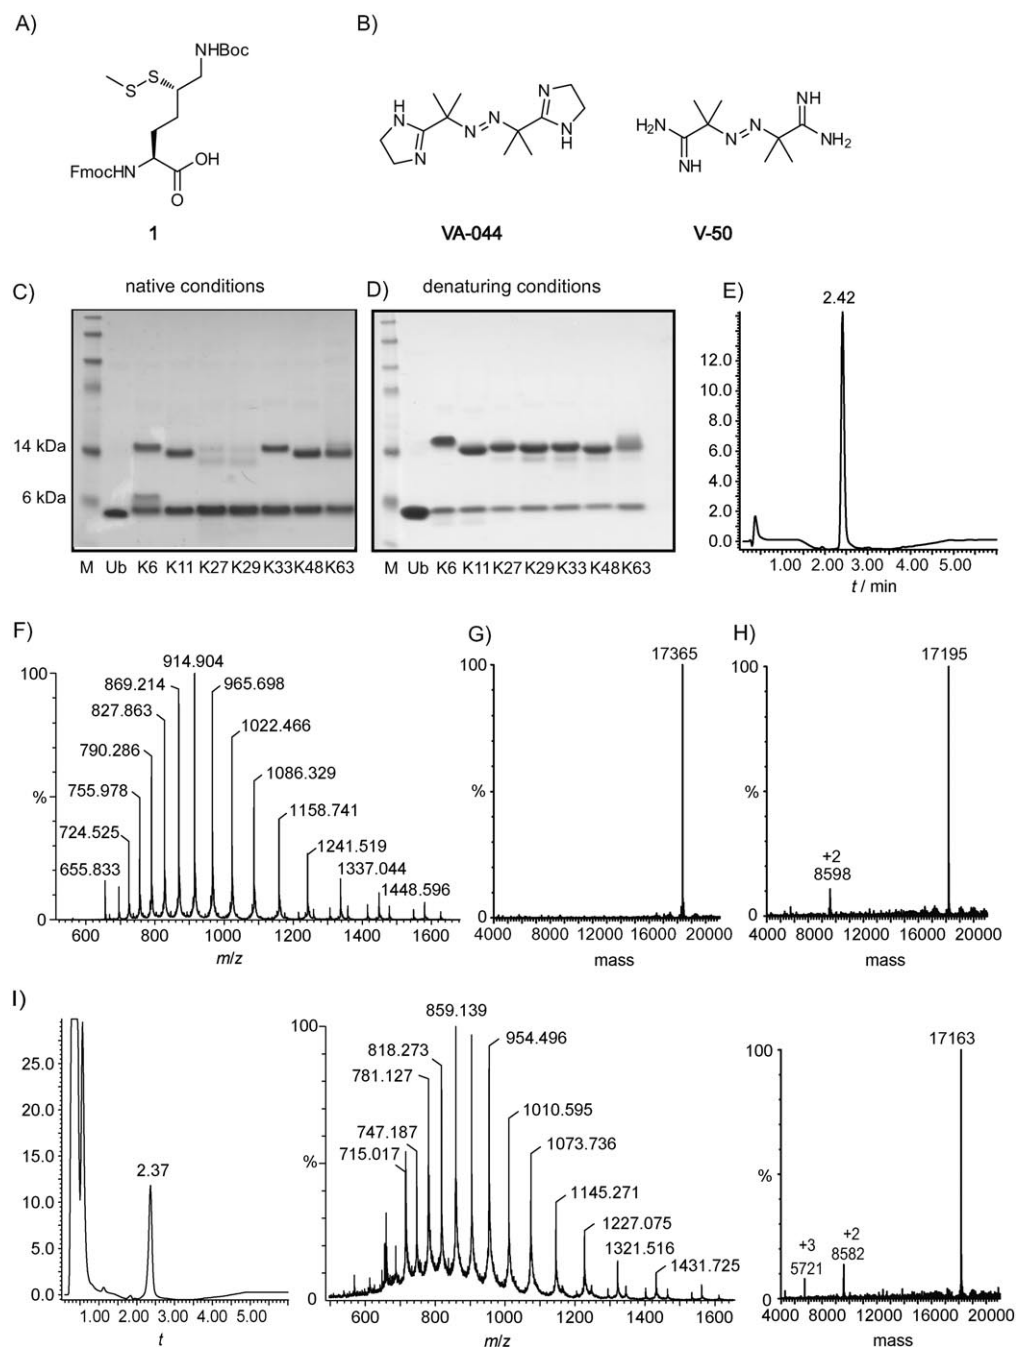 A)
NHBoc
S
S
FmocHN
OH
O
1
B)
H
N
N
N
N
N
N
H
VA-044
H2N
NH
N
N
NH
NH2
V-50
C)
native conditions
14 kDa
6 kDa
M Ub K6 K11 K27 K29 K33 K48 K63
D)
denaturing conditions
M Ub K6 K11 K27 K29 K33 K48 K63
E)
2.42
12.0
10.0
8.0
6.0
4.0
2.0
0.0
1.00 2.00 3.00 4.00 5.00
t / min
F)
914.904
100
869.214
965.698
827.863
1022.466
790.286
1086.329
755.978
%
1158.741
724.525
1241.519
655.833
1337.044
1448.596
0
600 800 1000 1200 1400 1600
m/z
G)
17365
100
%
0
4000 8000 12000 16000 20000
mass
H)
17195
100
%
+2
8598
0
4000 8000 12000 16000 20000
mass
I)
25.0
20.0
15.0
10.0
5.0
0.0
2.37
1.00 2.00 3.00 4.00 5.00
t
859.139
100
818.273
954.496
781.127
1010.595
747.187
1073.736
715.017
%
1145.271
1227.075
1321.516
1431.725
0
600 800 1000 1200 1400 1600
m/z
17163
100
%
+3
5721
+2
8582
0
4000 8000 12000 16000 20000
mass